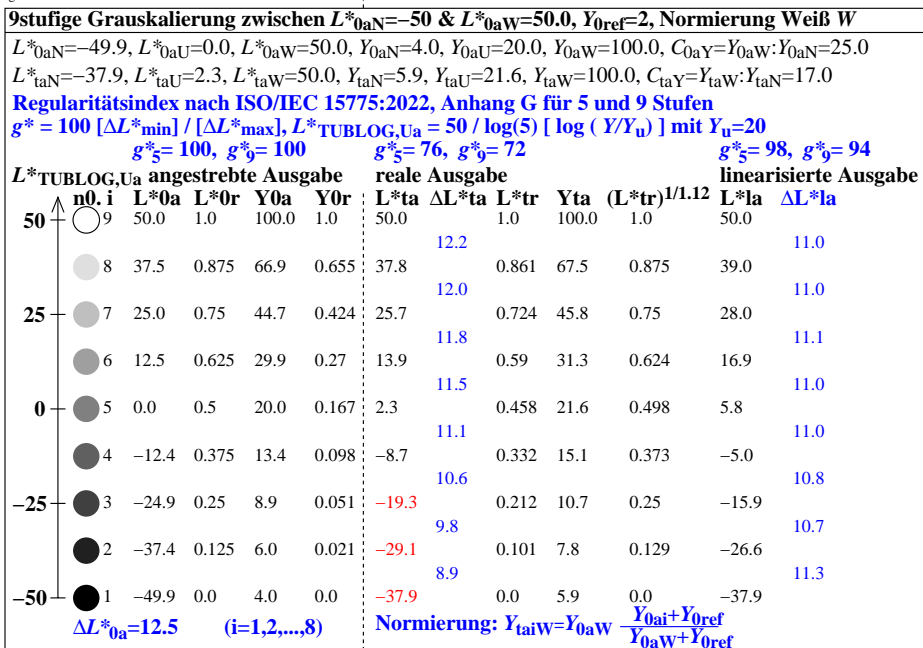 9stufige Grauskalierung zwischen L*0aN=−50 & L*0aW=50.0, Y0ref=2, Normierung Weiß W
L*0aN=−49.9, L*0aU=0.0, L*0aW=50.0, Y0aN=4.0, Y0aU=20.0, Y0aW=100.0, C0aY=Y0aW:Y0aN=25.0
L*taN=−37.9, L*taU=2.3, L*taW=50.0, YtaN=5.9, YtaU=21.6, YtaW=100.0, CtaY=YtaW:YtaN=17.0
Regularitätsindex nach ISO/IEC 15775:2022, Anhang G für 5 und 9 Stufen
g* = 100 [ΔL*min] / [ΔL*max], L*TUBLOG,Ua = 50 / log(5) [ log ( Y/Yu) ] mit Yu=20
g*5= 100, g*9= 100 g*5= 76, g*9= 72 g*5= 98, g*9= 94
L*TUBLOG,Ua angestrebte Ausgabe reale Ausgabe linearisierte Ausgabe
n0. i L*0a L*0r Y0a Y0r L*ta ΔL*ta L*tr Yta (L*tr)1/1.12 L*la ΔL*la
50 9 50.0 1.0 100.0 1.0 50.0 1.0 100.0 1.0 50.0
12.2 11.0
8 37.5 0.875 66.9 0.655 37.8 0.861 67.5 0.875 39.0
12.0 11.0
25 7 25.0 0.75 44.7 0.424 25.7 0.724 45.8 0.75 28.0
11.8 11.1
6 12.5 0.625 29.9 0.27 13.9 0.59 31.3 0.624 16.9
11.5 11.0
0 5 0.0 0.5 20.0 0.167 2.3 0.458 21.6 0.498 5.8
11.1 11.0
4 −12.4 0.375 13.4 0.098 −8.7 0.332 15.1 0.373 −5.0
10.6 10.8
−25 3 −24.9 0.25 8.9 0.051 −19.3 0.212 10.7 0.25 −15.9
9.8 10.7
2 −37.4 0.125 6.0 0.021 −29.1 0.101 7.8 0.129 −26.6
8.9 11.3
−50 1 −49.9 0.0 4.0 0.0 −37.9 0.0 5.9 0.0 −37.9
ΔL*0a=12.5 (i=1,2,...,8) Normierung: YtaiW=Y0aW Y0ai+Y0ref
Y0aW+Y0ref